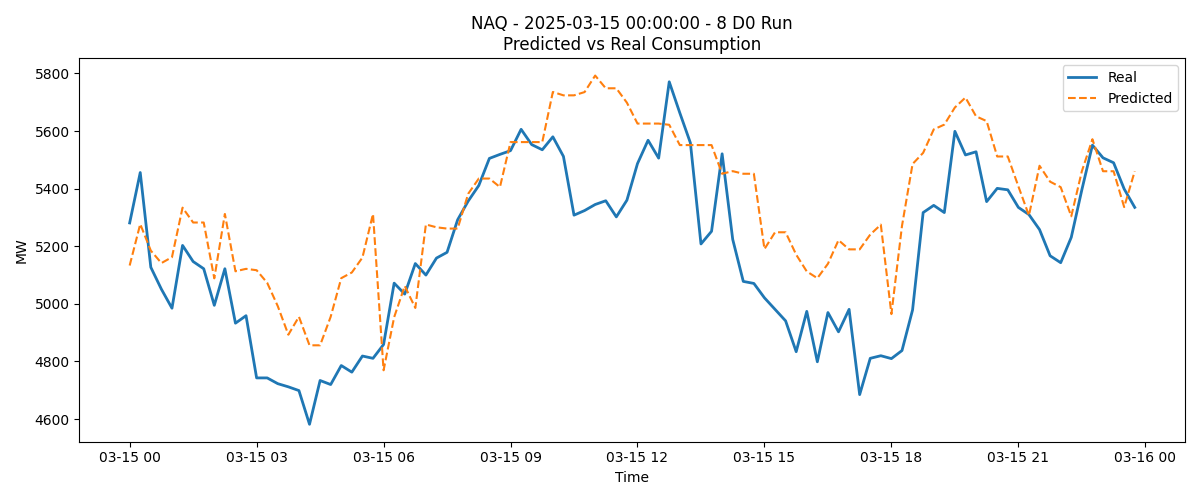 NAQ - 2025-03-15 00:00:00 - 8 D0 Run
Predicted vs Real Consumption
Real
Predicted
MW
5800
5600
5400
5200
5000
4800
4600
03-15 00
03-15 03
03-15 06
03-15 09
03-15 12
03-15 15
03-15 18
03-15 21
03-16 00
Time